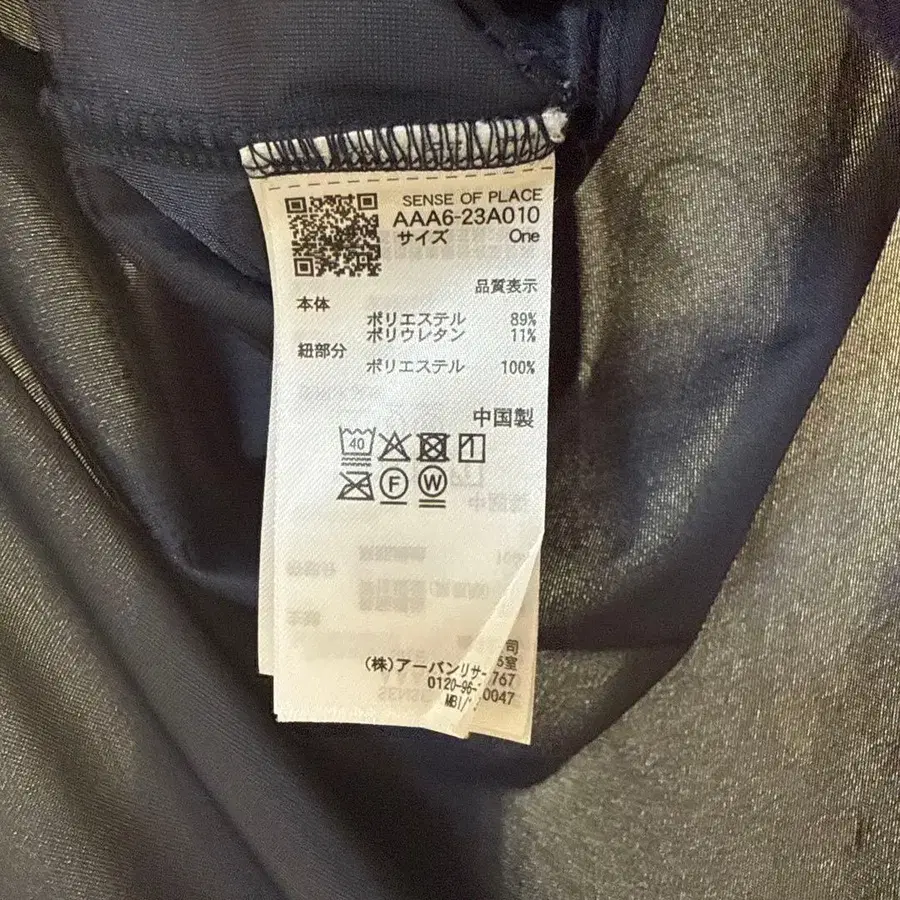 SENSE OF PLACE
AAA6-23A010
サイズ One
品質表示
本体
ポリエステル 89%
ポリウレタン 11%
紐部分
ポリエステル 100%
中国製
40
F W
(株)アーバンリサ
0120-96-
司
室
767
0047